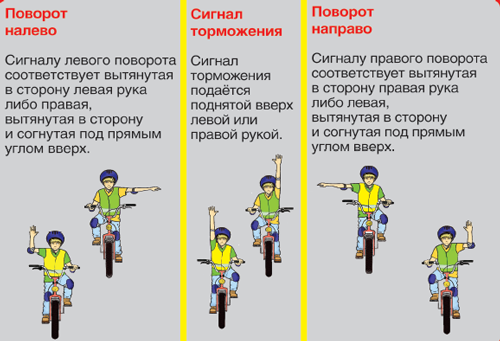 Поворот
налево
Сигналу левого поворота
соответствует вытянутая
в сторону левая рука
либо правая,
вытянутая в сторону
и согнутая под прямым
углом вверх.
Сигнал
торможения
Сигнал
торможения
подаётся
поднятой вверх
левой или
правой рукой.
Поворот
направо
Сигналу правого поворота
соответствует вытянутая
в сторону правая рука
либо левая,
вытянутая в сторону
и согнутая под прямым
углом вверх.